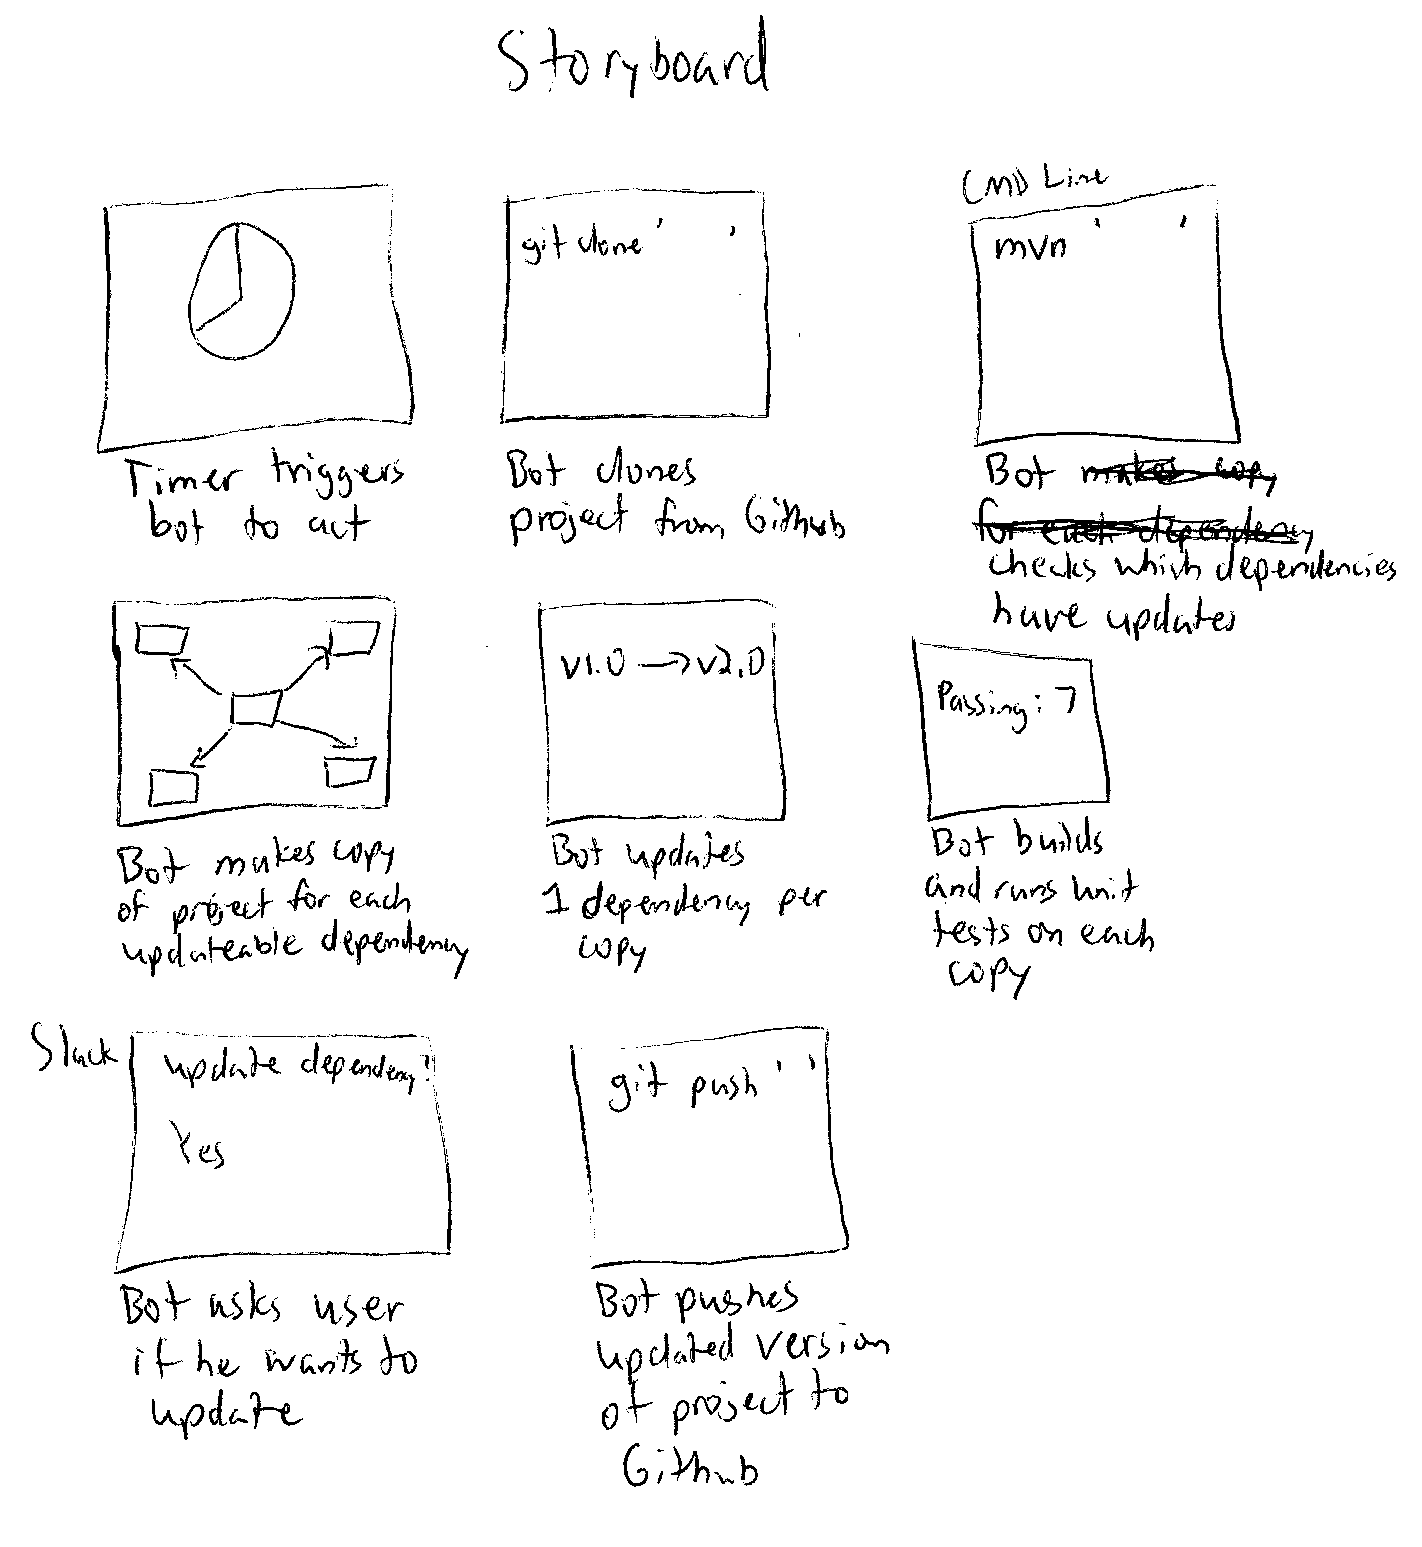 Storyboard
git clone ' '
CMD Line
mvn ' '
Timer triggers
bot to act
Bot clones
project from Github
Bot makes copy
for each dependency
checks which dependencies
have updates
v1.0 → v2.0
Passing: 7
Bot makes copy
of project for each
updateable dependency
Bot updates
1 dependency per
copy
Bot builds
and runs unit
tests on each
copy
Slack
update dependency?
Yes
git push ' '
Bot asks user
if he wants to
update
Bot pushes
updated version
of project to
Github